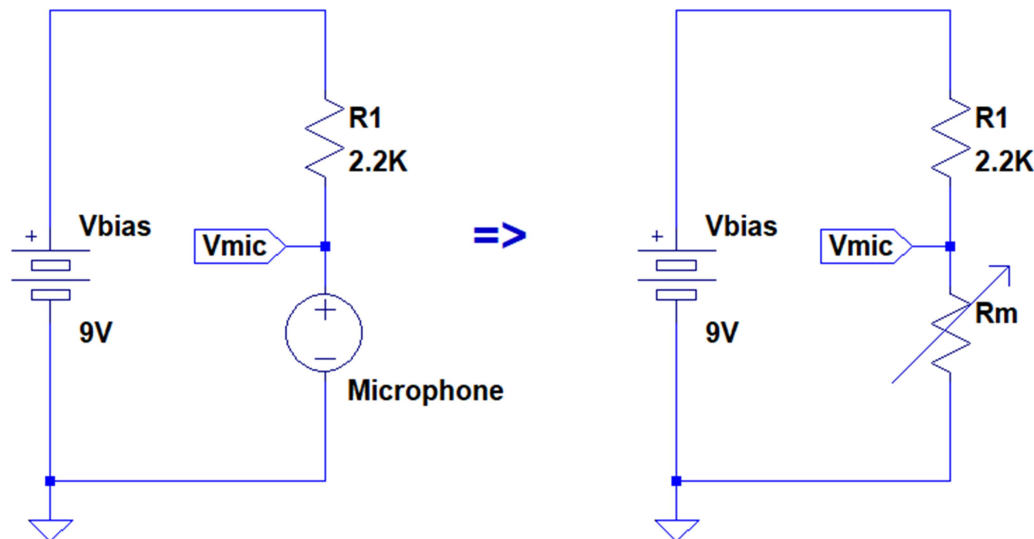 R1
2.2K
Vbias
+
Vmic
9V
+
−
Microphone
=>
R1
2.2K
Vbias
+
Vmic
9V
Rm